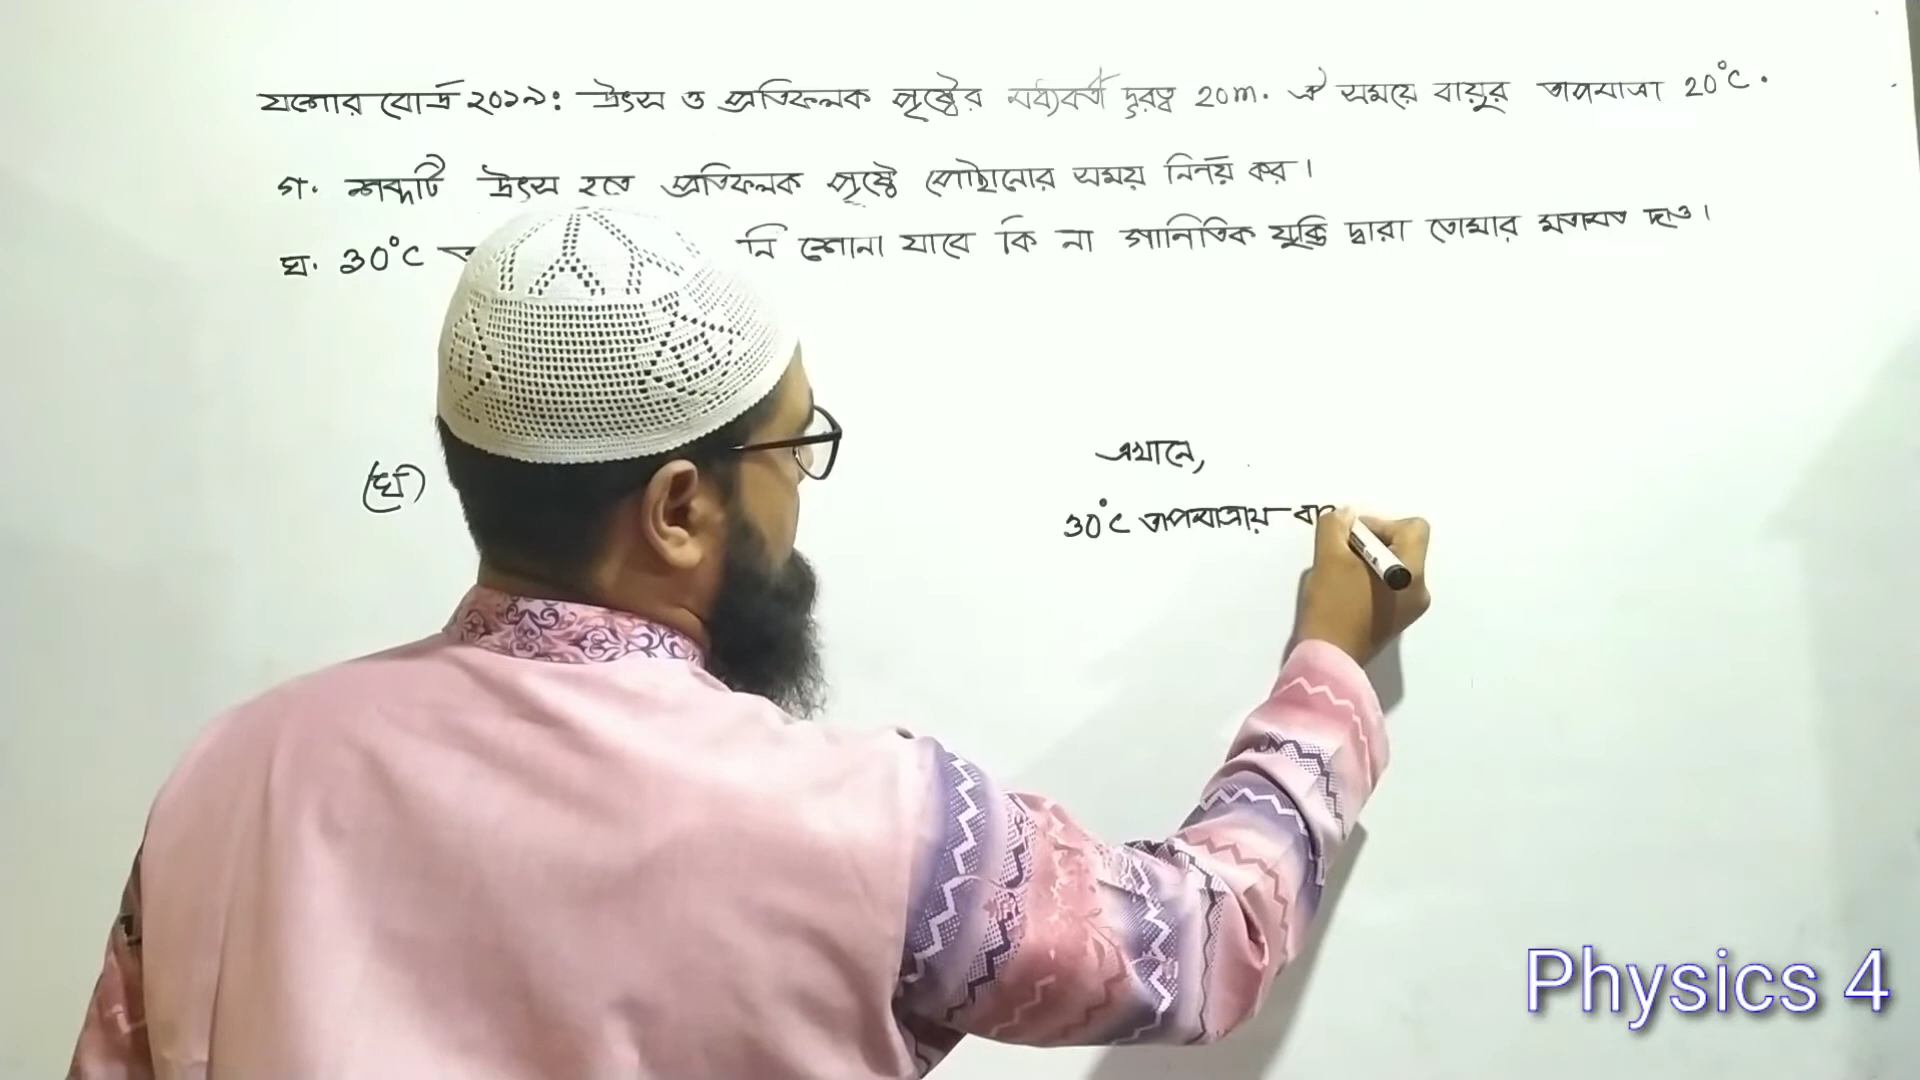 যশোর বোর্ড ২০১৯: উৎস ও প্রতিফলক পৃষ্ঠের মধ্যবর্তী দূরত্ব 20m. ঐ সময়ে বায়ুর তাপমাত্রা 20°C.
গ. শব্দটি উৎস হতে প্রতিফলক পৃষ্ঠে পৌছানোর সময় নির্ণয় কর।
ঘ. 30°C নি শোনা যাবে কি না গানিতিক যুক্তি দ্বারা তোমার মতামত দাও।
(ঘ)
এখানে,
30°C তাপমাত্রায়
Physics 4